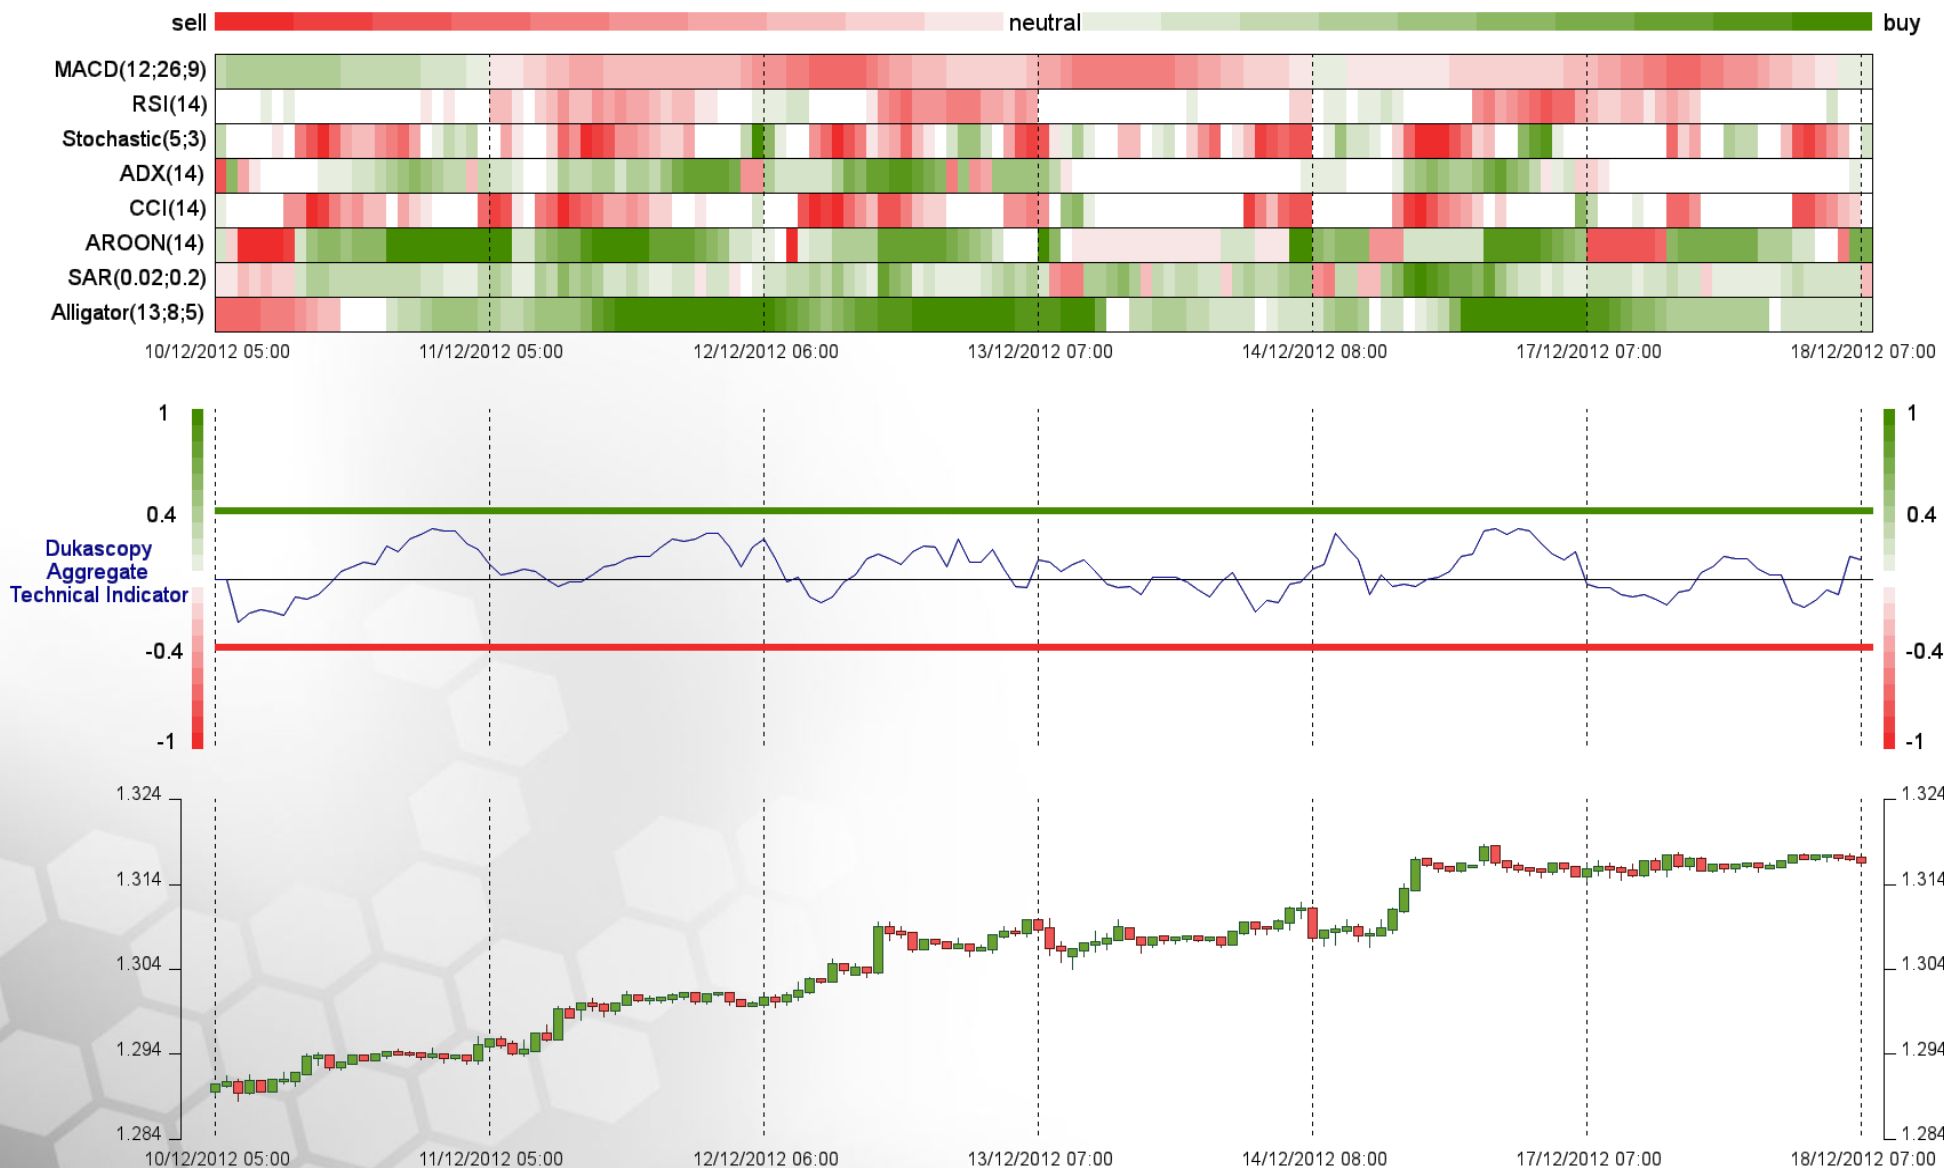 sell neutral buy
MACD(12;26;9)
RSI(14)
Stochastic(5;3)
ADX(14)
CCI(14)
AROON(14)
SAR(0.02;0.2)
Alligator(13;8;5)
10/12/2012 05:00 11/12/2012 05:00 12/12/2012 06:00 13/12/2012 07:00 14/12/2012 08:00 17/12/2012 07:00 18/12/2012 07:00
1 1
0.4 0.4
Dukascopy
Aggregate
Technical Indicator
-0.4 -0.4
-1 -1
1.324 1.324
1.314 1.314
1.304 1.304
1.294 1.294
1.284 1.284
10/12/2012 05:00 11/12/2012 05:00 12/12/2012 06:00 13/12/2012 07:00 14/12/2012 08:00 17/12/2012 07:00 18/12/2012 07:00